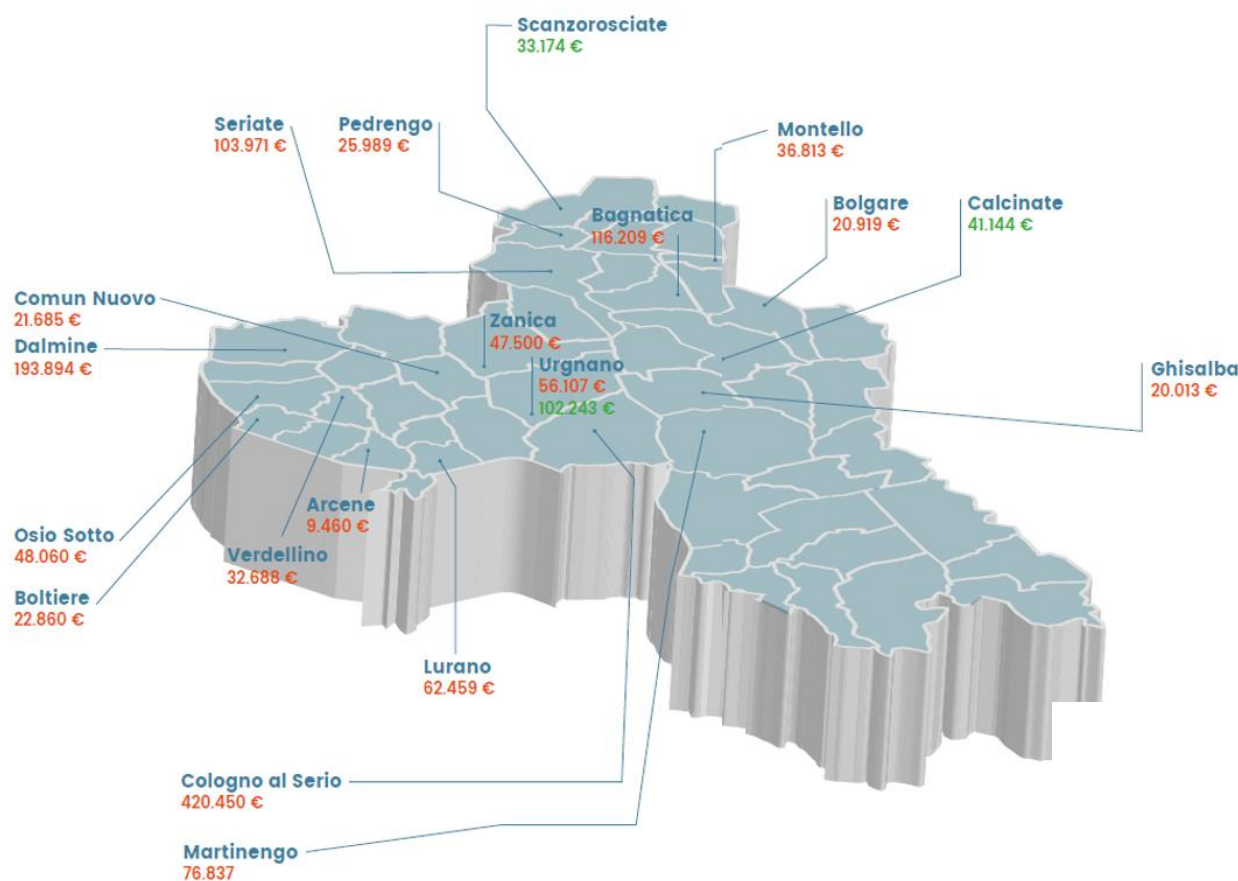 Scanzorosciate
33.174 €
Seriate
103.971 €
Pedrengo
25.989 €
Montello
36.813 €
Bagnatica
116.209 €
Bolgare
20.919 €
Calcinate
41.144 €
Comun Nuovo
21.685 €
Dalmine
193.894 €
Zanica
47.500 €
Urgnano
56.107 €
102.243 €
Ghisalba
20.013 €
Arcene
9.460 €
Osio Sotto
48.060 €
Verdellino
32.688 €
Boltiere
22.860 €
Lurano
62.459 €
Cologno al Serio
420.450 €
Martinengo
76.837